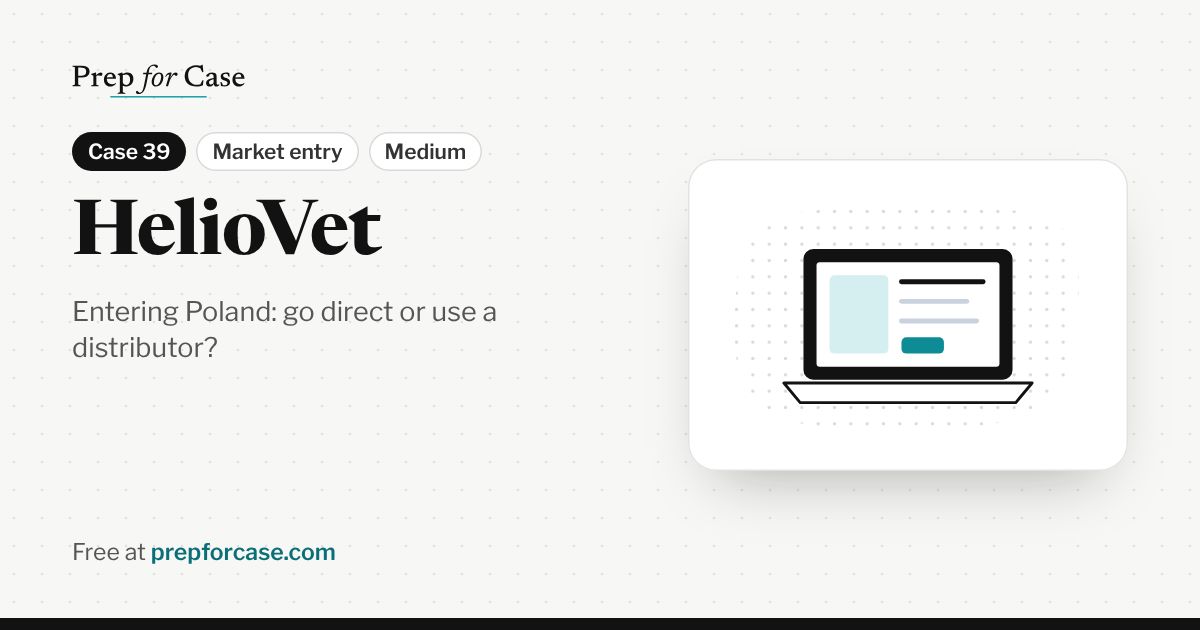 Prep for Case
Case 39
Market entry
Medium
HelioVet
Entering Poland: go direct or use a
distributor?
Free at prepforcase.com